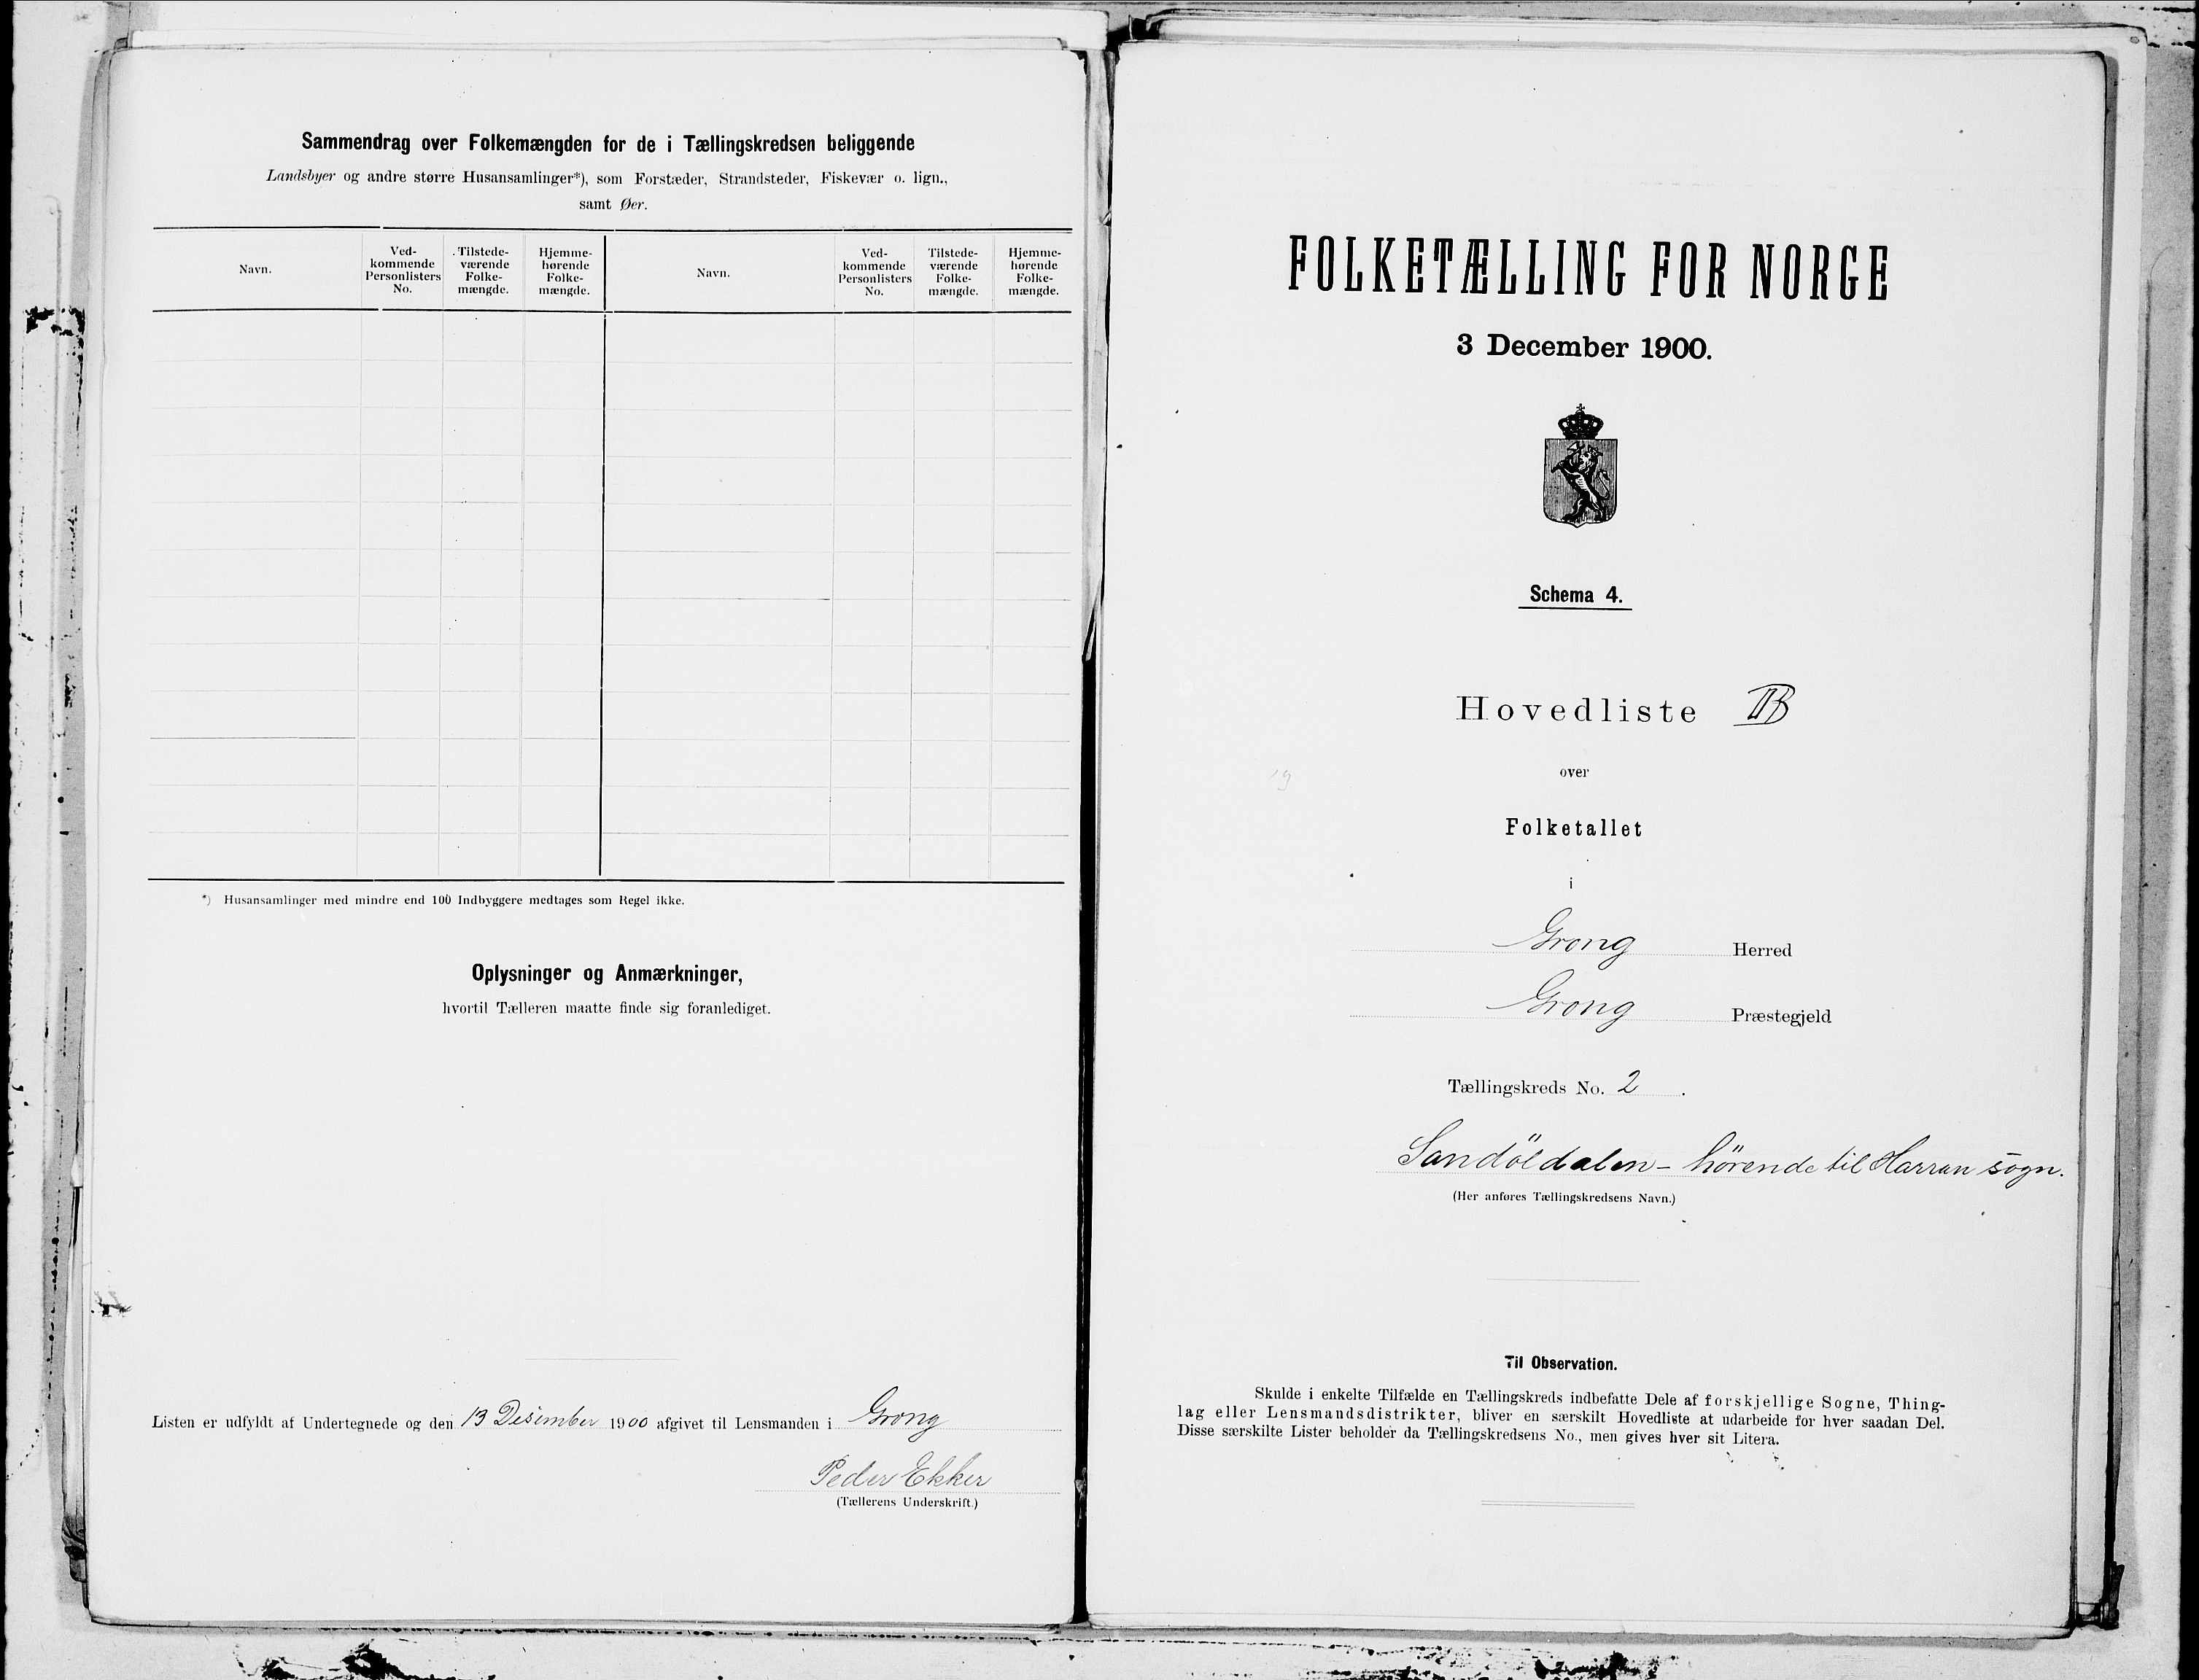 Sammendrag over Folkemængden for de i Tællingskredsen beliggende
Landsbyer og andre større Husansamlinger*), som Forstæder, Strandsteder, Fiskevær o. lign.,
samt Øer.
Navn. Ved- Tilstede- Hjemme- Navn. Ved- Tilstede- Hjemme-
kommende værende hørende kommende værende hørende
Personlisters Folke- Folke- Personlisters Folke- Folke-
No. mængde. mængde. No. mængde. mængde.
*) Husansamlinger med mindre end 100 Indbyggere medtages som Regel ikke.
Oplysninger og Anmærkninger,
hvortil Tælleren maatte finde sig foranlediget.
Listen er udfyldt af Undertegnede og den 13 Desember 1900 afgivet til Lensmanden i Grong
Peder Ekker
(Tællerens Underskrift.)
FOLKETÆLLING FOR NORGE
3 December 1900.
Schema 4.
Hovedliste IIB
over
Folketallet
i
Grong Herred
Grong Præstegjeld
Tællingskreds No. 2.
Sandöldalen - hörende til Harran sogn.
(Her anføres Tællingskredsens Navn.)
Til Observation.
Skulde i enkelte Tilfælde en Tællingskreds indbefatte Dele af forskjellige Sogne, Thing-
lag eller Lensmandsdistrikter, bliver en særskilt Hovedliste at udarbeide for hver saadan Del.
Disse særskilte Lister beholder da Tællingskredsens No., men gives hver sit Litera.